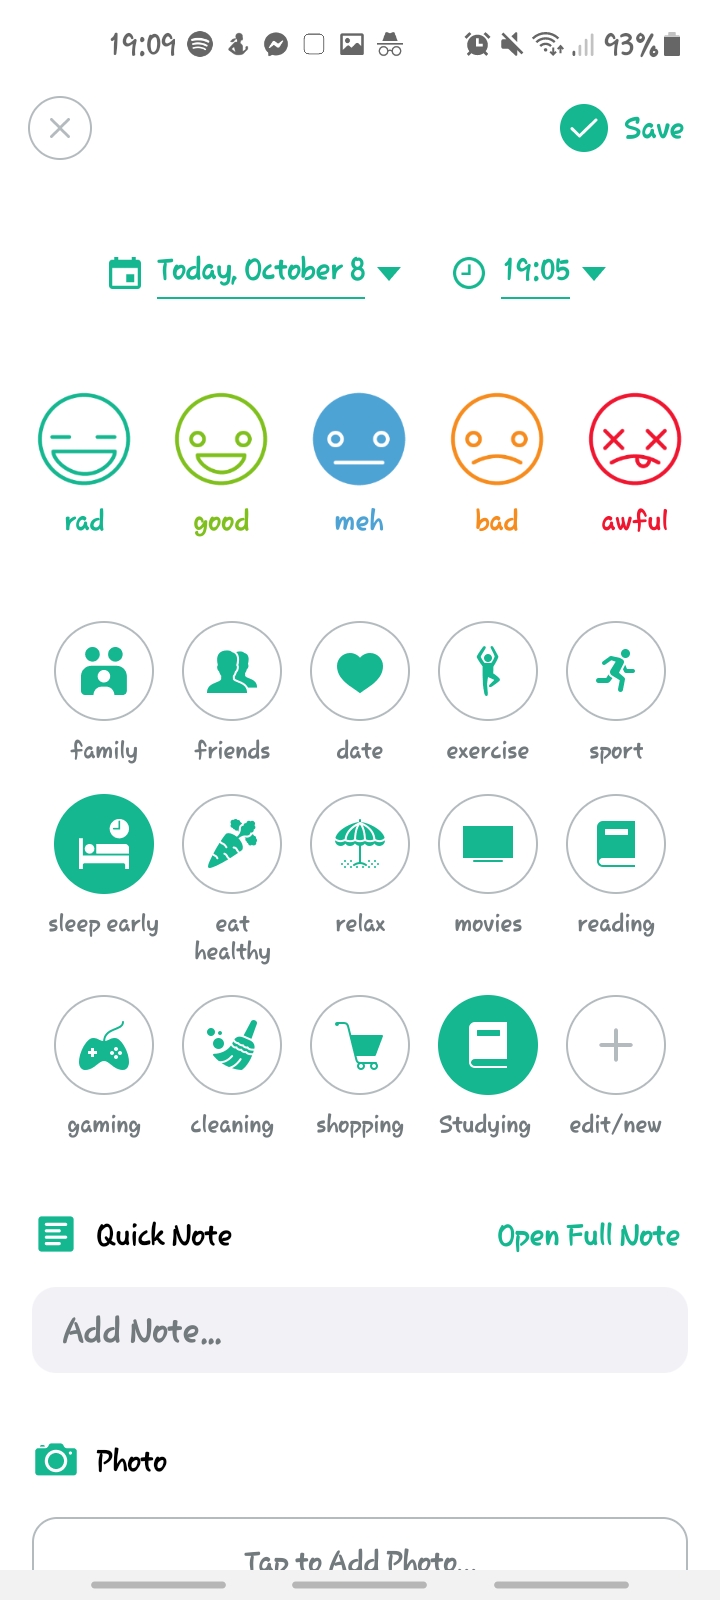 19:09 93%
Save
Today, October 8 19:05
rad good meh bad awful
family friends date exercise sport
sleep early eat healthy relax movies reading
gaming cleaning shopping Studying edit/new
Quick Note Open Full Note
Add Note...
Photo
Tap to Add Photo...